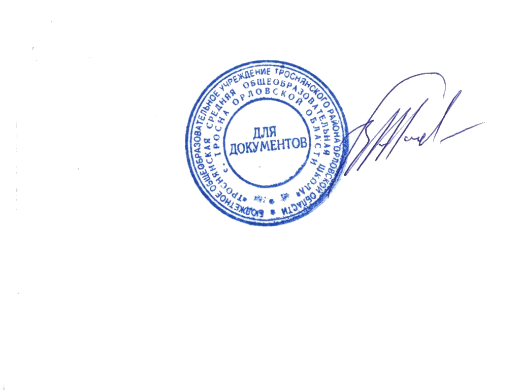 БЮДЖЕТНОЕ ОБЩЕОБРАЗОВАТЕЛЬНОЕ УЧРЕЖДЕНИЕ ТРОСНЯНСКОГО РАЙОНА ОРЛОВСКОЙ ОБЛАСТИ
"ТРОСНЯНСКАЯ СРЕДНЯЯ ОБЩЕОБРАЗОВАТЕЛЬНАЯ ШКОЛА"
с. ТРОСНА ОРЛОВСКОЙ ОБЛАСТИ
ДЛЯ
ДОКУМЕНТОВ